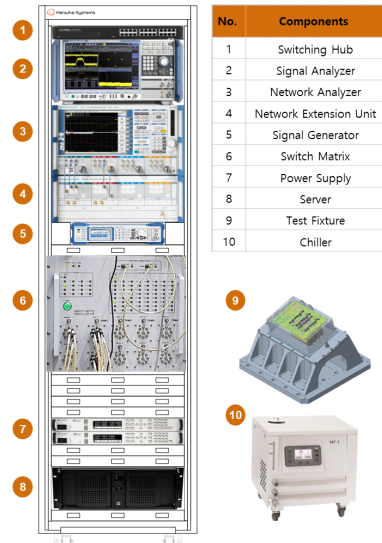 Hanwha Systems
No. Components
1 Switching Hub
2 Signal Analyzer
3 Network Analyzer
4 Network Extension Unit
5 Signal Generator
6 Switch Matrix
7 Power Supply
8 Server
9 Test Fixture
10 Chiller
1
2
3
4
5
6
7
8
9
10